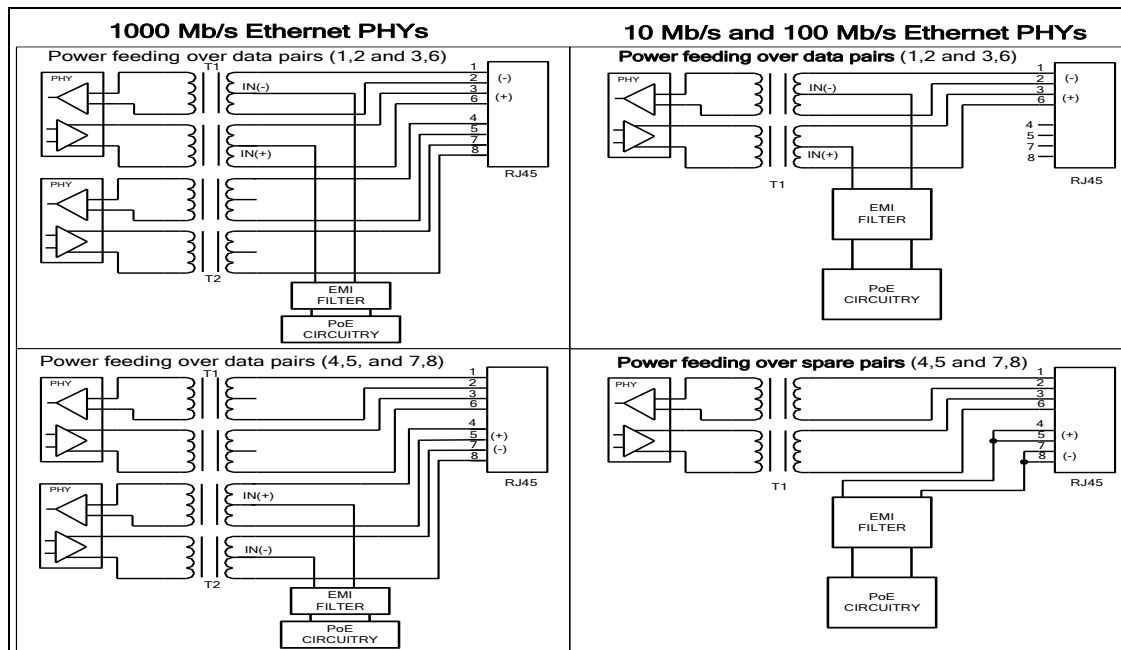 1000 Mb/s Ethernet PHYs
Power feeding over data pairs (1,2 and 3,6)
PHY
T1
IN(-)
IN(+)
1
2
3
6
4
5
7
8
(-)
(+)
RJ45
PHY
T2
EMI
FILTER
PoE
CIRCUITRY
10 Mb/s and 100 Mb/s Ethernet PHYs
Power feeding over data pairs (1,2 and 3,6)
PHY
IN(-)
IN(+)
T1
1
2
3
6
4
5
7
8
(-)
(+)
RJ45
EMI
FILTER
PoE
CIRCUITRY
Power feeding over data pairs (4,5, and 7,8)
PHY
T1
1
2
3
6
4
5
7
8
(+)
(-)
RJ45
PHY
IN(+)
IN(-)
T2
EMI
FILTER
PoE
CIRCUITRY
Power feeding over spare pairs (4,5 and 7,8)
PHY
T1
1
2
3
6
4
5
7
8
(+)
(-)
RJ45
EMI
FILTER
PoE
CIRCUITRY